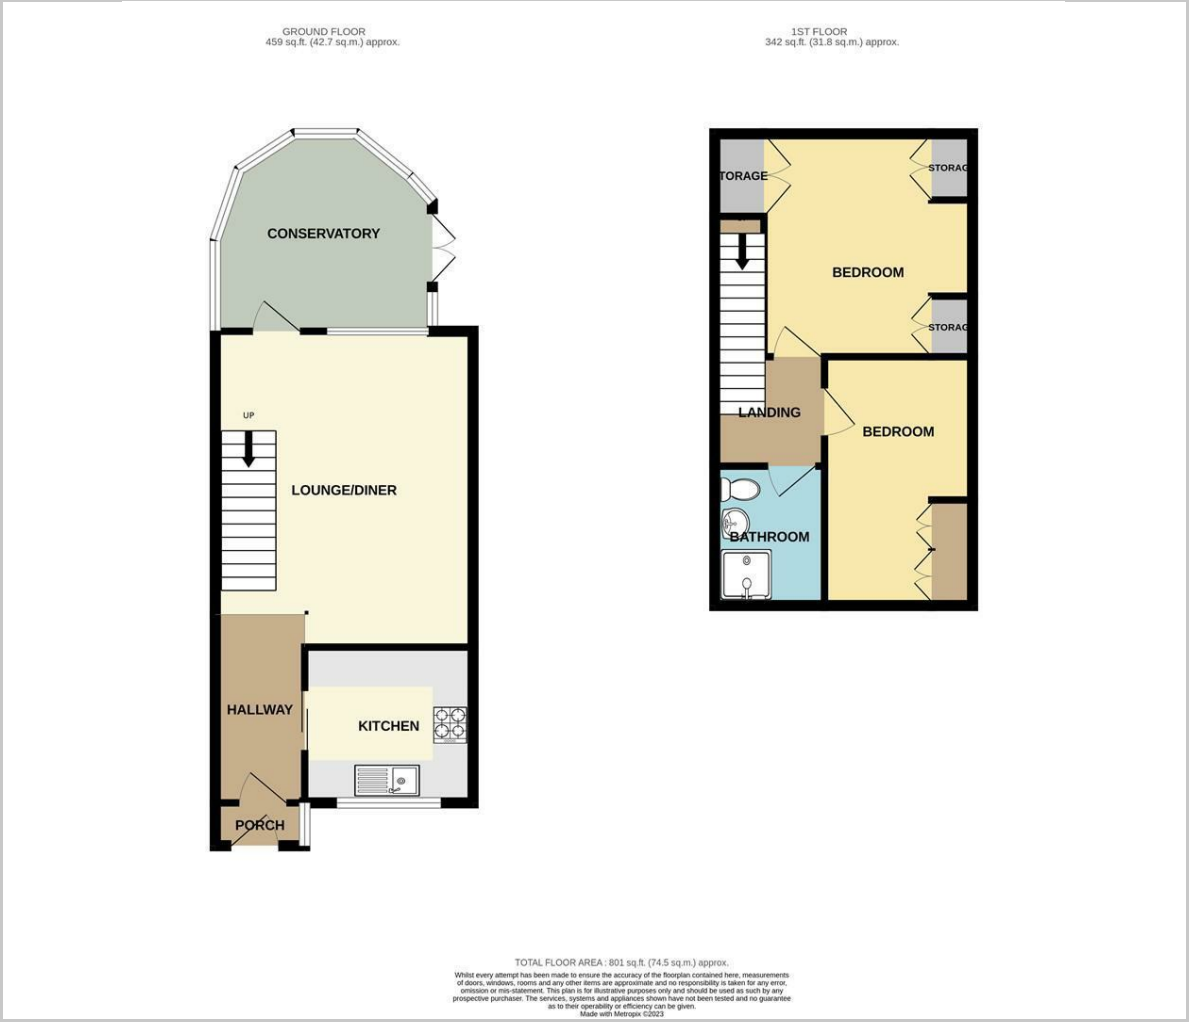 GROUND FLOOR
459 sq.ft. (42.7 sq.m.) approx.
1ST FLOOR
342 sq.ft. (31.8 sq.m.) approx.
CONSERVATORY
UP
LOUNGE/DINER
HALLWAY
KITCHEN
PORCH
TORAGE
STORAG
BEDROOM
STORAG
LANDING
BEDROOM
BATHROOM
TOTAL FLOOR AREA : 801 sq.ft. (74.5 sq.m.) approx.
Whilst every attempt has been made to ensure the accuracy of the floorplan contained here, measurements
of doors, windows, rooms and any other items are approximate and no responsibility is taken for any error,
omission or mis-statement. This plan is for illustrative purposes only and should be used as such by any
prospective purchaser. The services, systems and appliances shown have not been tested and no guarantee
as to their operability or efficiency can be given.
Made with Metropix ©2023